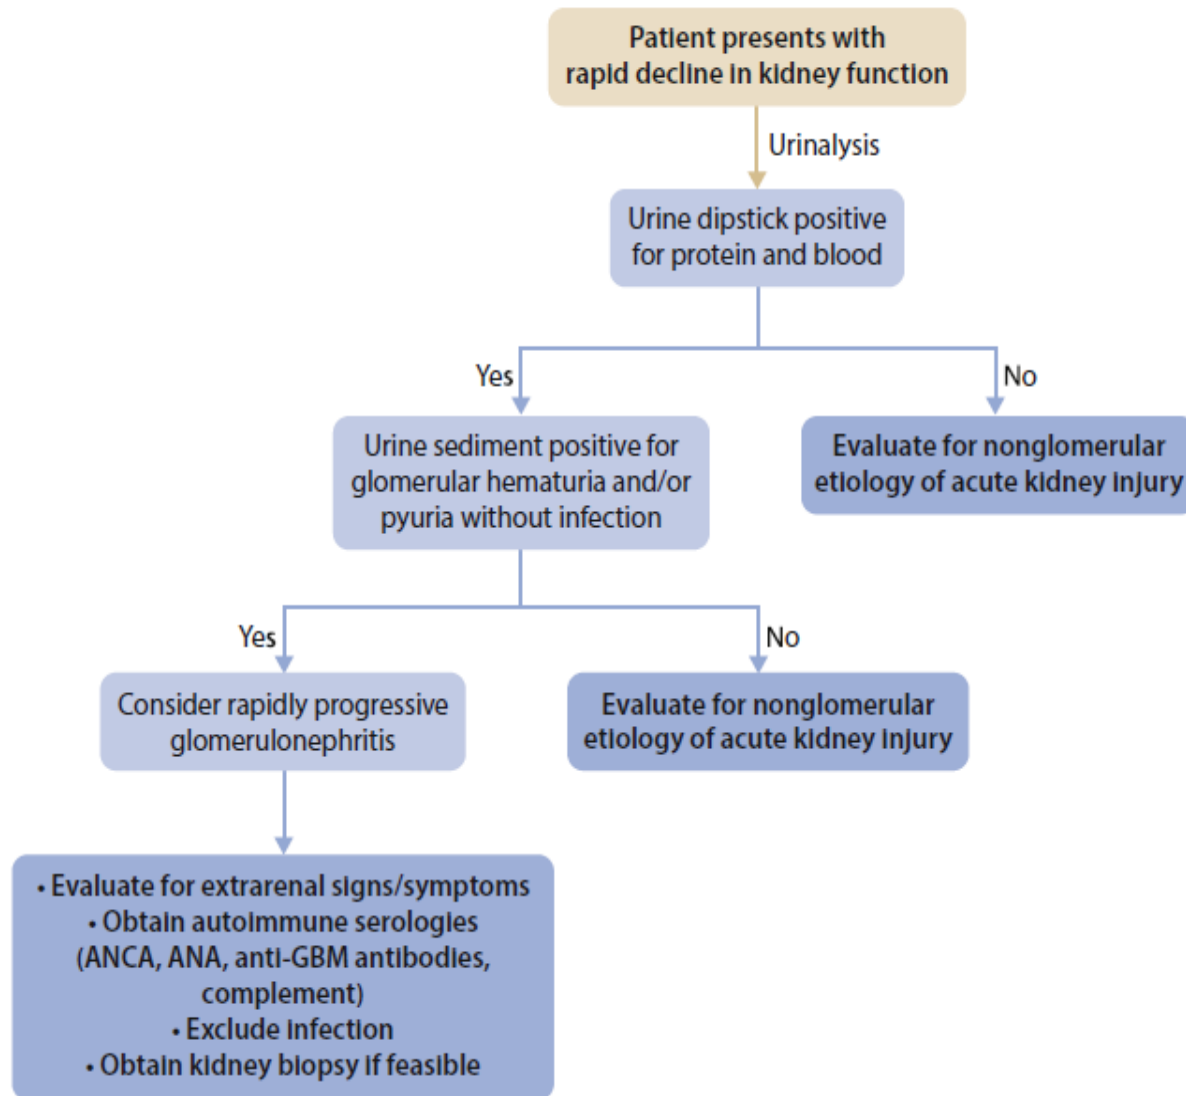 Patient presents with
rapid decline in kidney function
Urinalysis
Urine dipstick positive
for protein and blood
Yes
No
Urine sediment positive for
glomerular hematuria and/or
pyuria without infection
Evaluate for nonglomerular
etiology of acute kidney injury
Yes
No
Consider rapidly progressive
glomerulonephritis
Evaluate for nonglomerular
etiology of acute kidney injury
• Evaluate for extrarenal signs/symptoms
• Obtain autoimmune serologies
(ANCA, ANA, anti-GBM antibodies,
complement)
• Exclude infection
• Obtain kidney biopsy if feasible